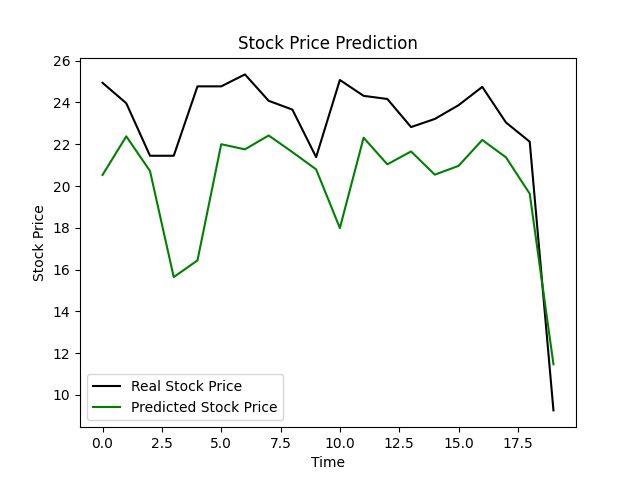 Stock Price Prediction
26
24
22
20
18
16
14
12
10
Stock Price
Real Stock Price
Predicted Stock Price
0.0 2.5 5.0 7.5 10.0 12.5 15.0 17.5
Time